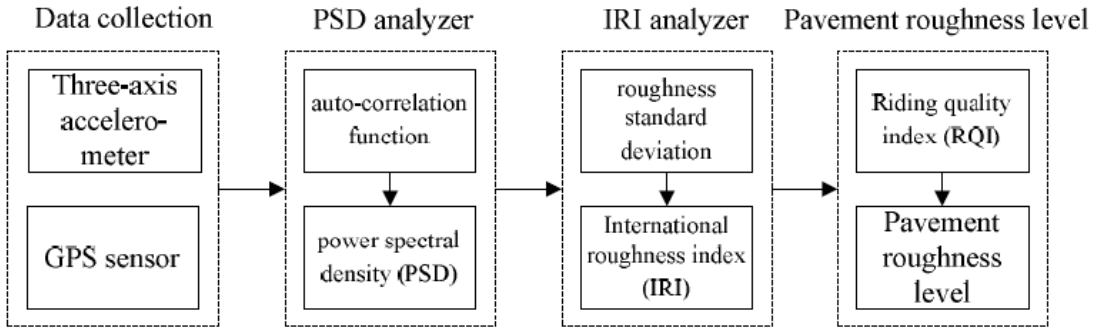 Data collection
PSD analyzer
IRI analyzer
Pavement roughness level
Three-axis
accelero-
meter
GPS sensor
auto-correlation
function
power spectral
density (PSD)
roughness
standard
deviation
International
roughness index
(IRI)
Riding quality
index (RQI)
Pavement
roughness
level